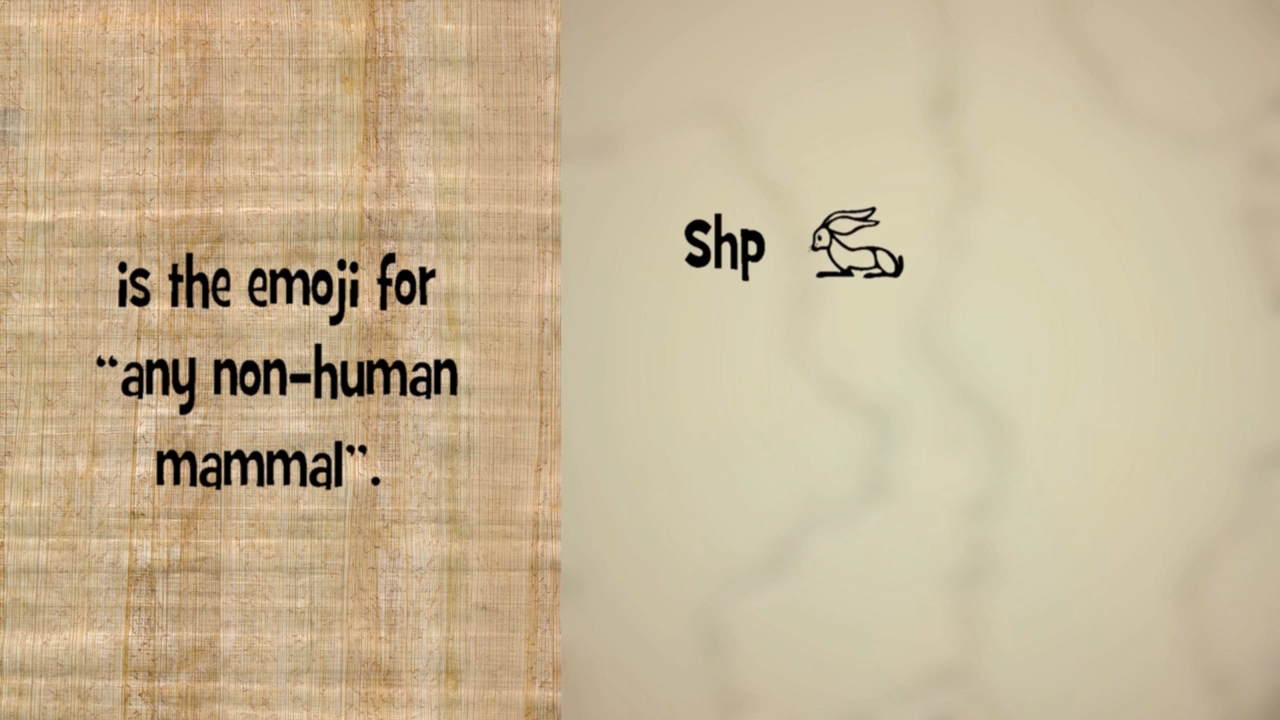 is the emoji for
“any non-human
mammal”.
Shp 𓃹